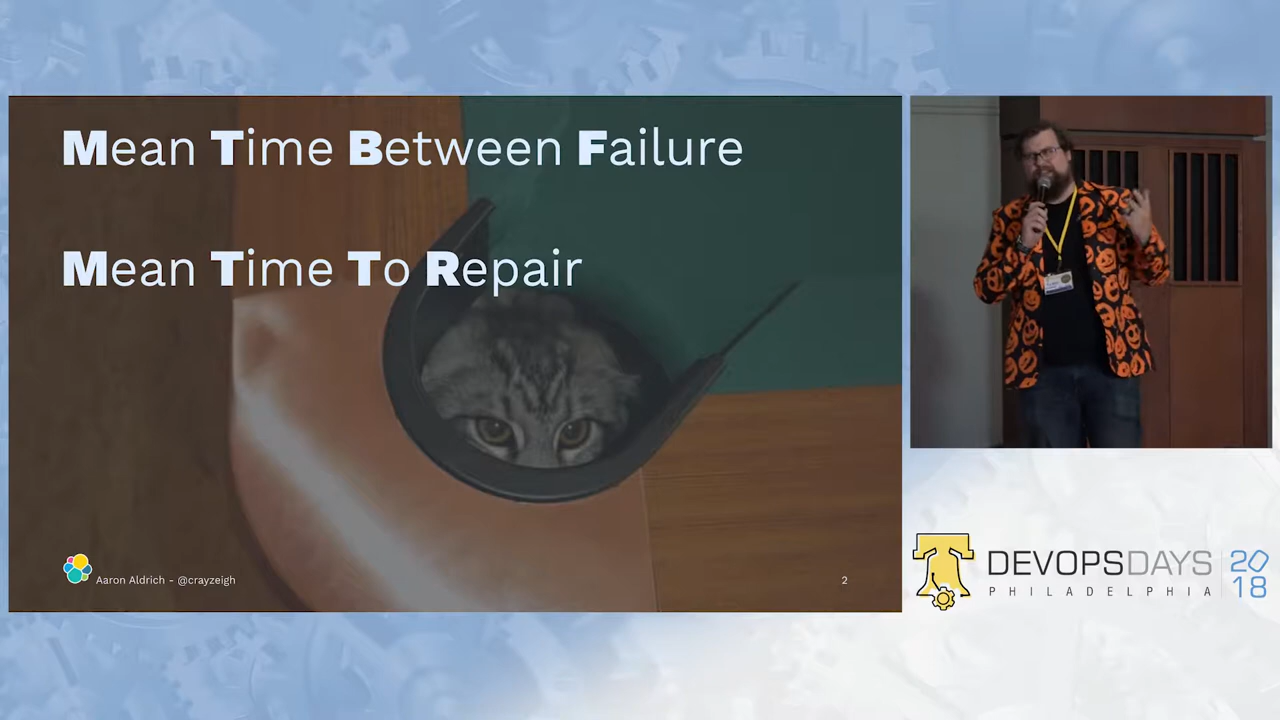 Mean Time Between Failure
Mean Time To Repair
Aaron Aldrich - @crayzeigh
2
DEVOPSDAYS
PHILADELPHIA
20
18